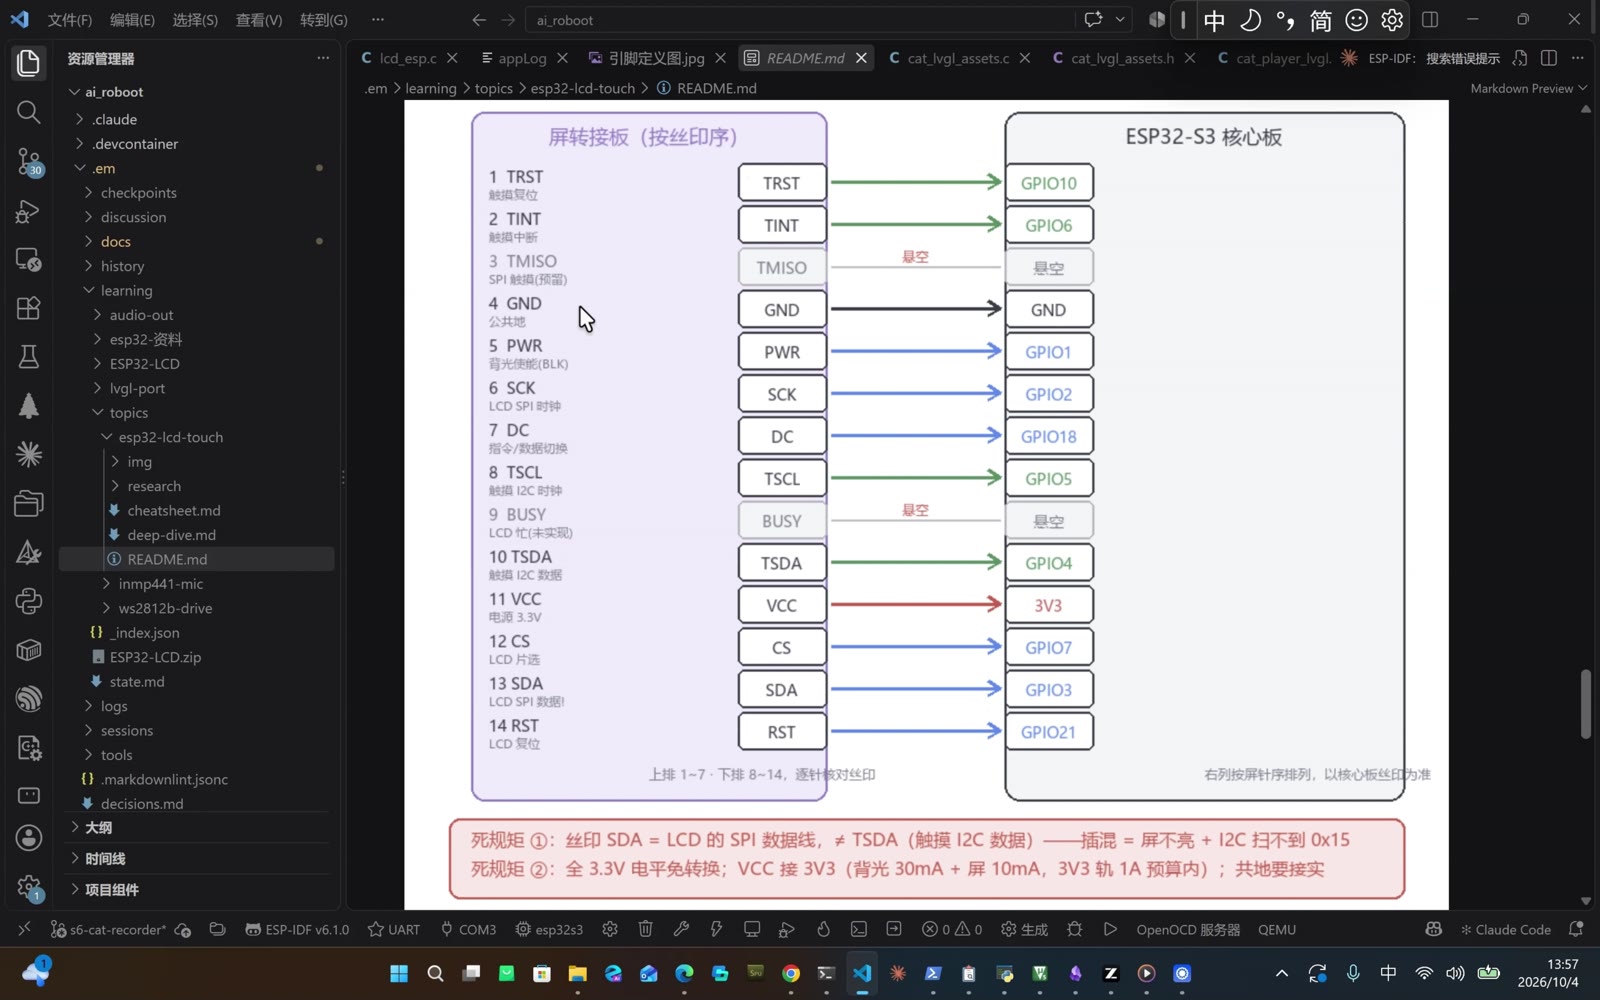 文件(F) 编辑(E) 选择(S) 查看(V) 转到(G) ··· ai_roboot 中 简
资源管理器 ···
lcd_esp.c appLog 引脚定义图.jpg README.md cat_lvgl_assets.c cat_lvgl_assets.h cat_player_lvgl. ESP-IDF: 搜索错误提示 ···
.em > learning > topics > esp32-lcd-touch > README.md Markdown Preview
ai_roboot
.claude
.devcontainer
.em
checkpoints
discussion
docs
history
learning
audio-out
esp32-资料
ESP32-LCD
lvgl-port
topics
esp32-lcd-touch
img
research
cheatsheet.md
deep-dive.md
README.md
inmp441-mic
ws2812b-drive
_index.json
ESP32-LCD.zip
state.md
logs
sessions
tools
.markdownlint.jsonc
decisions.md
大纲
时间线
项目组件
30
1
屏转接板（按丝印序）
ESP32-S3 核心板
1 TRST
触摸复位
TRST
GPIO10
2 TINT
触摸中断
TINT
GPIO6
3 TMISO
SPI 触摸(预留)
TMISO
悬空
悬空
4 GND
公共地
GND
GND
5 PWR
背光使能(BLK)
PWR
GPIO1
6 SCK
LCD SPI 时钟
SCK
GPIO2
7 DC
指令/数据切换
DC
GPIO18
8 TSCL
触摸 I2C 时钟
TSCL
GPIO5
9 BUSY
LCD 忙(未实现)
BUSY
悬空
悬空
10 TSDA
触摸 I2C 数据
TSDA
GPIO4
11 VCC
电源 3.3V
VCC
3V3
12 CS
LCD 片选
CS
GPIO7
13 SDA
LCD SPI 数据!
SDA
GPIO3
14 RST
LCD 复位
RST
GPIO21
上排 1~7 · 下排 8~14，逐针核对丝印
右列按屏针序排列，以核心板丝印为准
死规矩 ①：丝印 SDA = LCD 的 SPI 数据线，≠ TSDA（触摸 I2C 数据）——插混 = 屏不亮 + I2C 扫不到 0x15
死规矩 ②：全 3.3V 电平免转换；VCC 接 3V3（背光 30mA + 屏 10mA，3V3 轨 1A 预算内）；共地要接实
s6-cat-recorder* ESP-IDF v6.1.0 UART COM3 esp32s3 0 0 生成 OpenOCD 服务器 QEMU Claude Code
1 中 13:57
2026/10/4